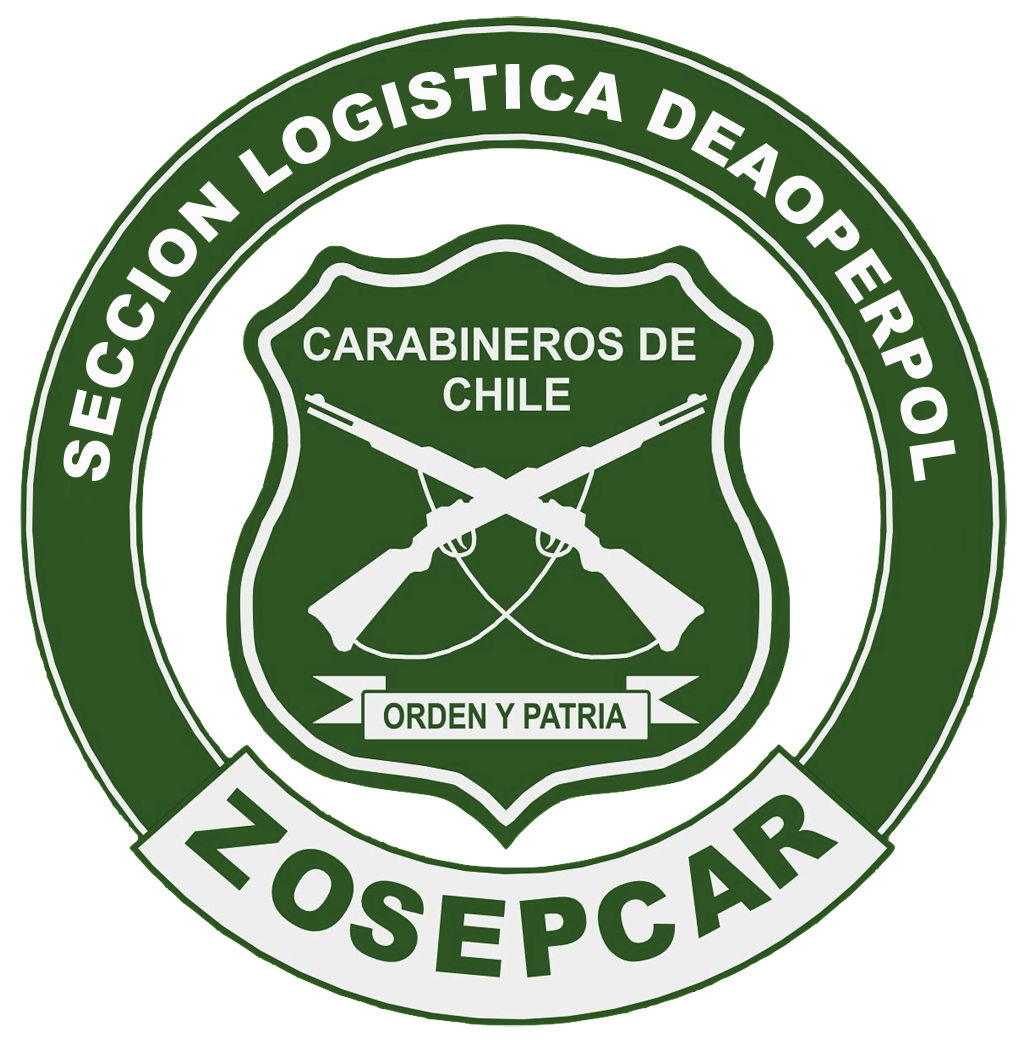 SECCION LOGISTICA DEAOPERPOL
CARABINEROS DE
CHILE
ORDEN Y PATRIA
ZOSEPCAR